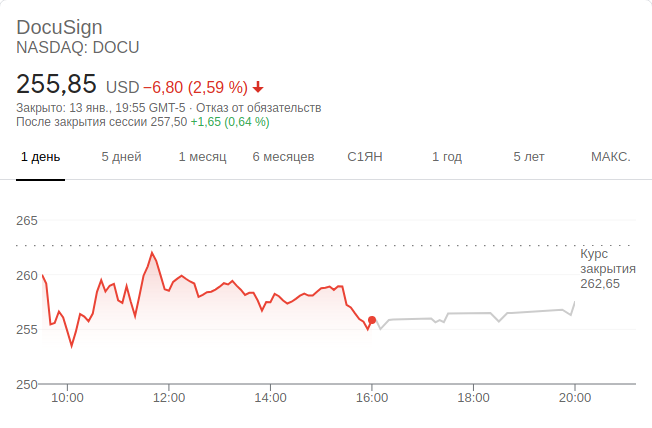 DocuSign
NASDAQ: DOCU
255,85 USD −6,80 (2,59 %)
Закрыто: 13 янв., 19:55 GMT-5 · Отказ от обязательств
После закрытия сессии 257,50 +1,65 (0,64 %)
1 день 5 дней 1 месяц 6 месяцев С1ЯН 1 год 5 лет МАКС.
265
Курс
закрытия
262,65
260
255
250
10:00 12:00 14:00 16:00 18:00 20:00